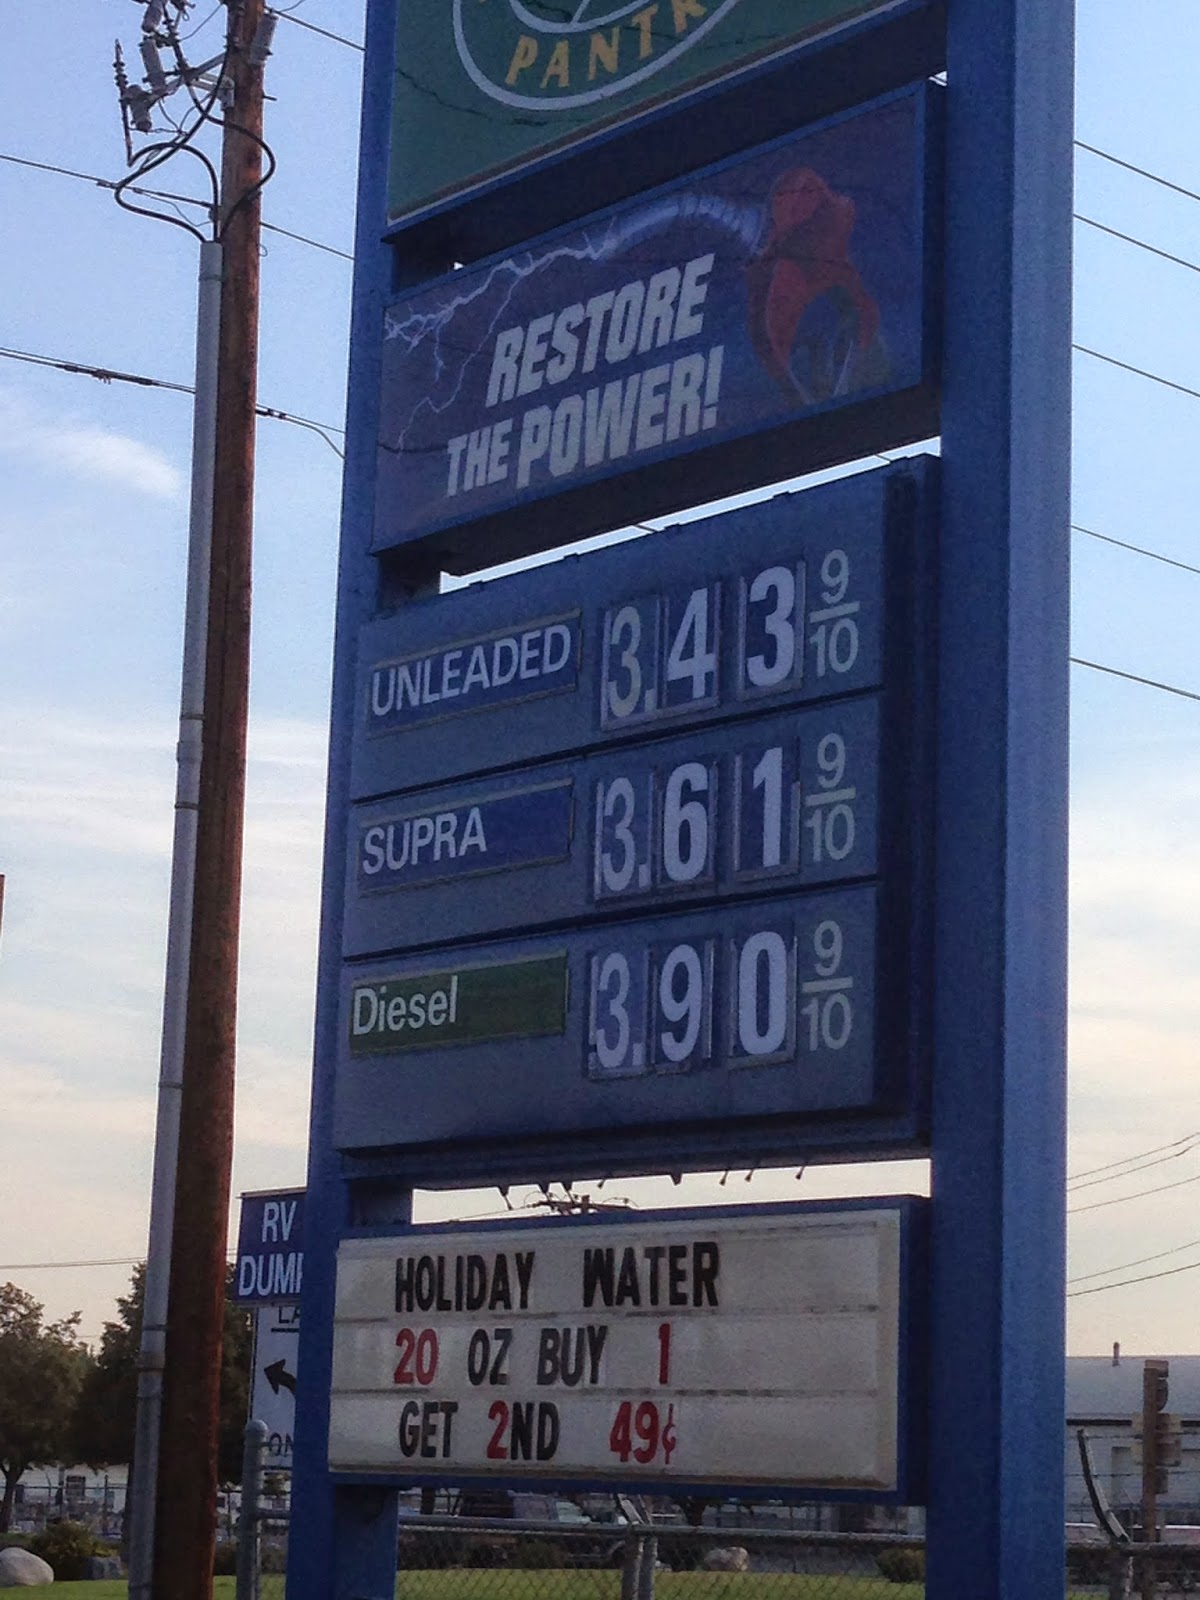 PANTR
RESTORE
THE POWER!
UNLEADED 3.43 9/10
SUPRA 3.61 9/10
Diesel 3.90 9/10
RV
DUMP
HOLIDAY WATER
20 OZ BUY 1
GET 2ND 49¢